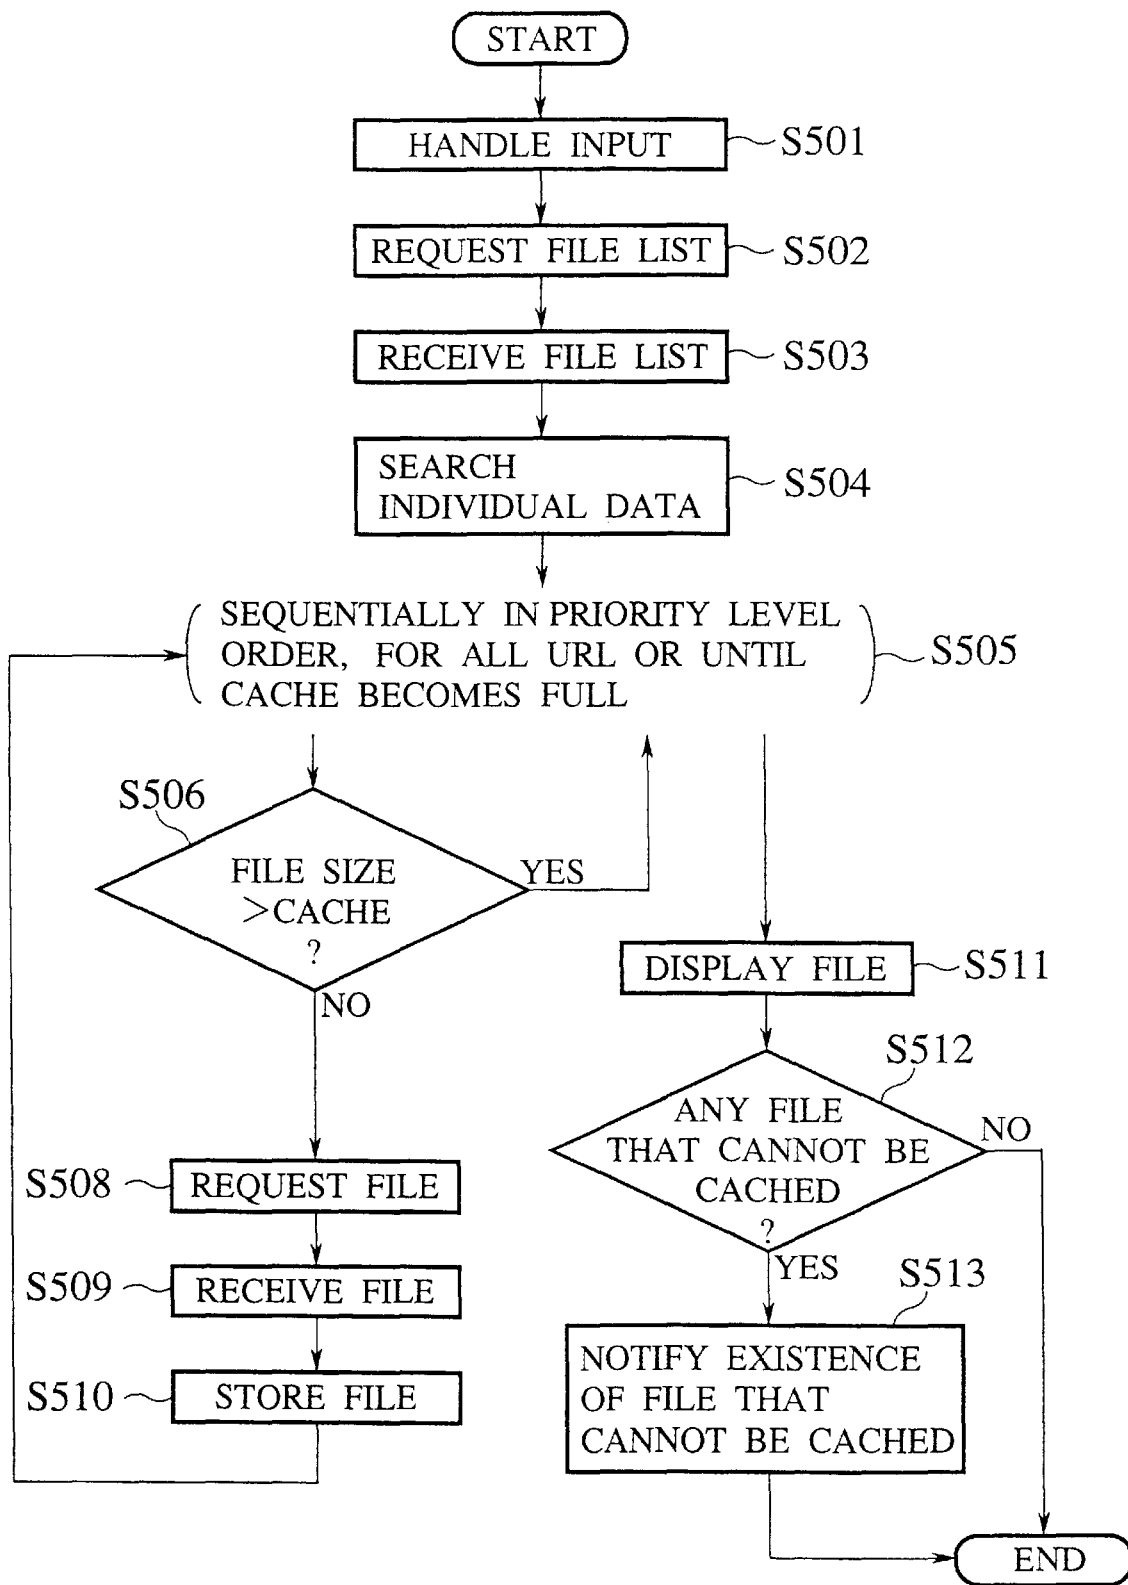 START
HANDLE INPUT
S501
REQUEST FILE LIST
S502
RECEIVE FILE LIST
S503
SEARCH
INDIVIDUAL DATA
S504
SEQUENTIALLY IN PRIORITY LEVEL
ORDER, FOR ALL URL OR UNTIL
CACHE BECOMES FULL
S505
S506
FILE SIZE
>CACHE
?
YES
NO
S508
REQUEST FILE
S509
RECEIVE FILE
S510
STORE FILE
DISPLAY FILE
S511
S512
ANY FILE
THAT CANNOT BE
CACHED
?
NO
YES
S513
NOTIFY EXISTENCE
OF FILE THAT
CANNOT BE CACHED
END